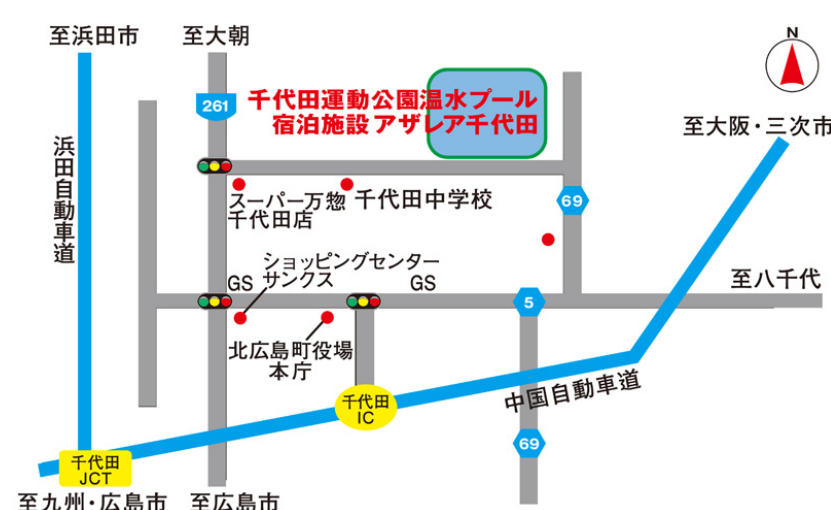 至浜田市
至大朝
N
261
千代田運動公園温水プール
宿泊施設 アザレア千代田
至大阪・三次市
浜田自動車道
スーパー万惣
千代田店
千代田中学校
69
ショッピングセンター
サンクス
GS
GS
至八千代
5
北広島町役場
本庁
千代田
IC
中国自動車道
69
千代田
JCT
至九州・広島市
至広島市